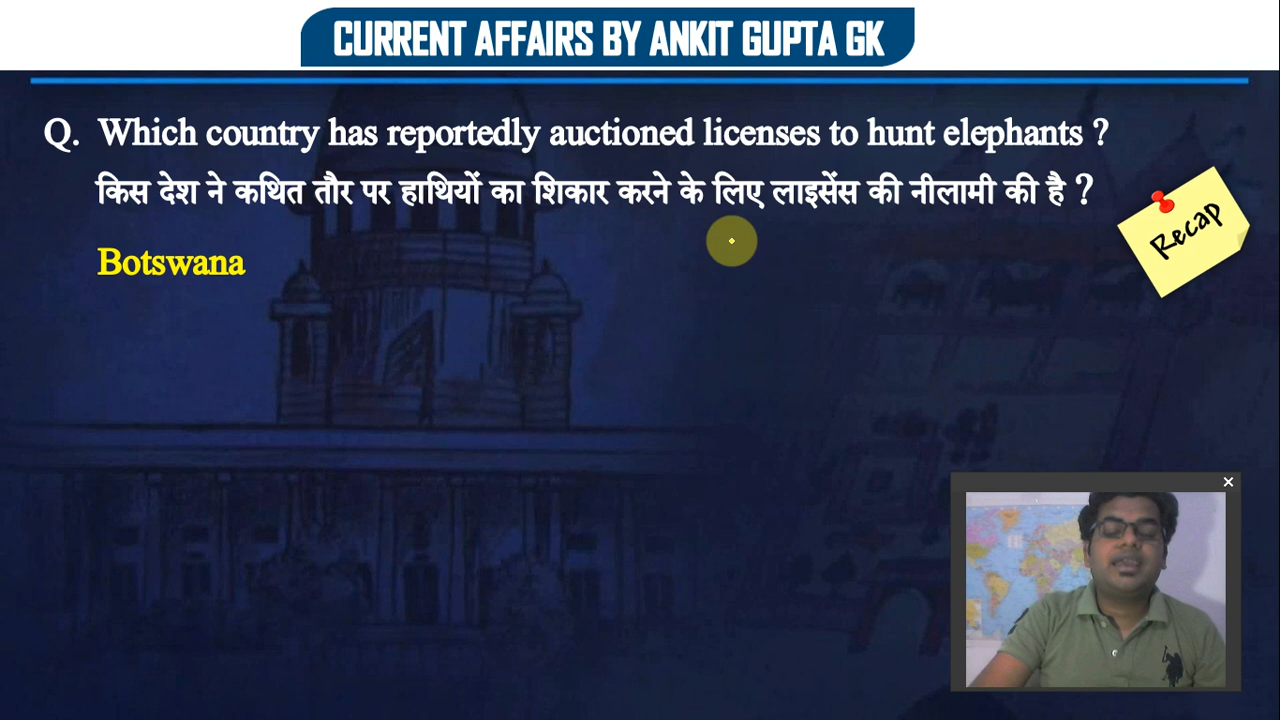 CURRENT AFFAIRS BY ANKIT GUPTA GK
Q. Which country has reportedly auctioned licenses to hunt elephants ?
किस देश ने कथित तौर पर हाथियों का शिकार करने के लिए लाइसेंस की नीलामी की है ?
Recap
Botswana